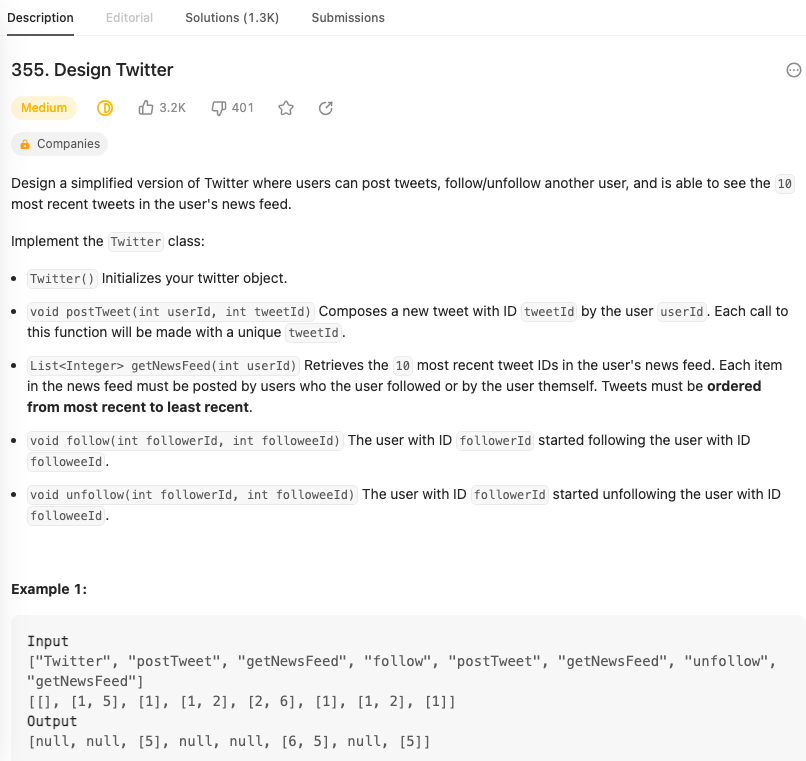 Description Editorial Solutions (1.3K) Submissions
355. Design Twitter
Medium 3.2K 401
Companies
Design a simplified version of Twitter where users can post tweets, follow/unfollow another user, and is able to see the 10
most recent tweets in the user's news feed.
Implement the Twitter class:
• Twitter() Initializes your twitter object.
• void postTweet(int userId, int tweetId) Composes a new tweet with ID tweetId by the user userId. Each call to
this function will be made with a unique tweetId.
• List<Integer> getNewsFeed(int userId) Retrieves the 10 most recent tweet IDs in the user's news feed. Each item
in the news feed must be posted by users who the user followed or by the user themself. Tweets must be ordered
from most recent to least recent.
• void follow(int followerId, int followeeId) The user with ID followerId started following the user with ID
followeeId.
• void unfollow(int followerId, int followeeId) The user with ID followerId started unfollowing the user with ID
followeeId.
Example 1:
Input
["Twitter", "postTweet", "getNewsFeed", "follow", "postTweet", "getNewsFeed", "unfollow",
"getNewsFeed"]
[[], [1, 5], [1], [1, 2], [2, 6], [1], [1, 2], [1]]
Output
[null, null, [5], null, null, [6, 5], null, [5]]